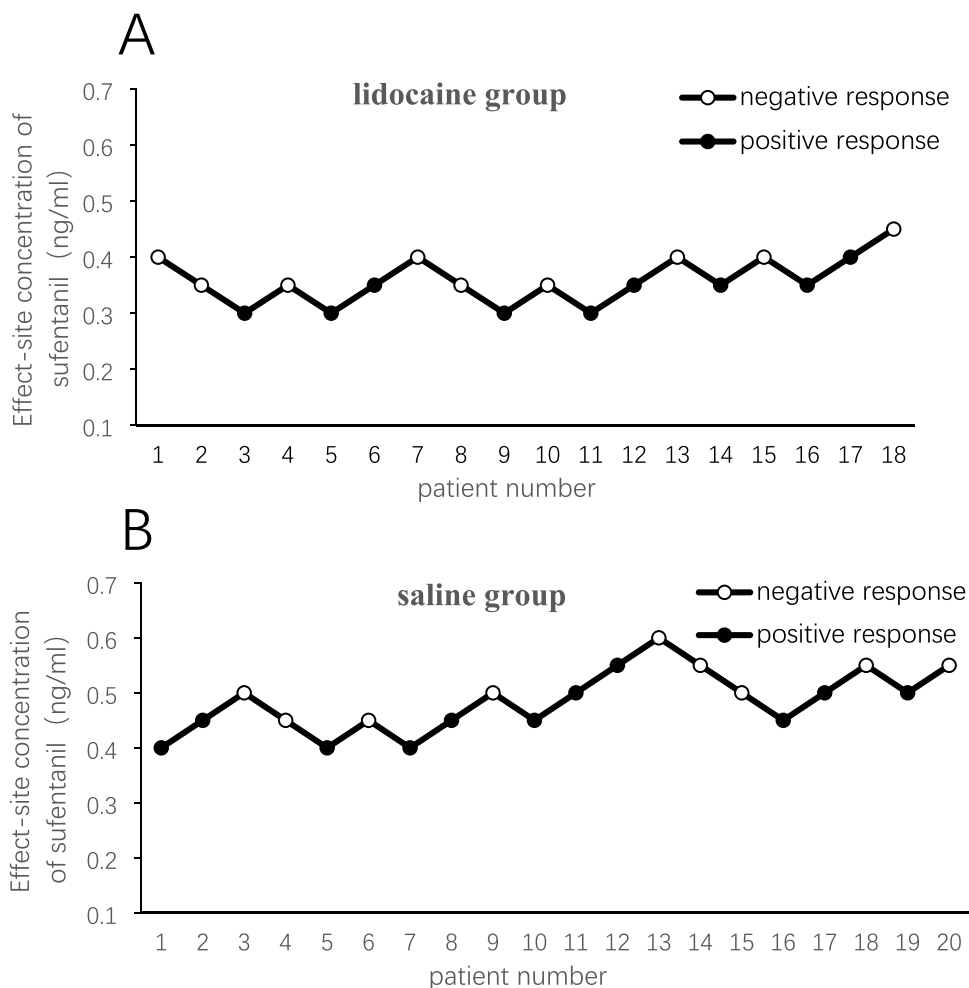 A
lidocaine group
negative response
positive response
Effect-site concentration of
sufentanil (ng/ml)
0.7
0.6
0.5
0.4
0.3
0.2
0.1
1 2 3 4 5 6 7 8 9 10 11 12 13 14 15 16 17 18
patient number
B
saline group
negative response
positive response
Effect-site concentration
of sufentanil (ng/ml)
0.7
0.6
0.5
0.4
0.3
0.2
0.1
1 2 3 4 5 6 7 8 9 10 11 12 13 14 15 16 17 18 19 20
patient number